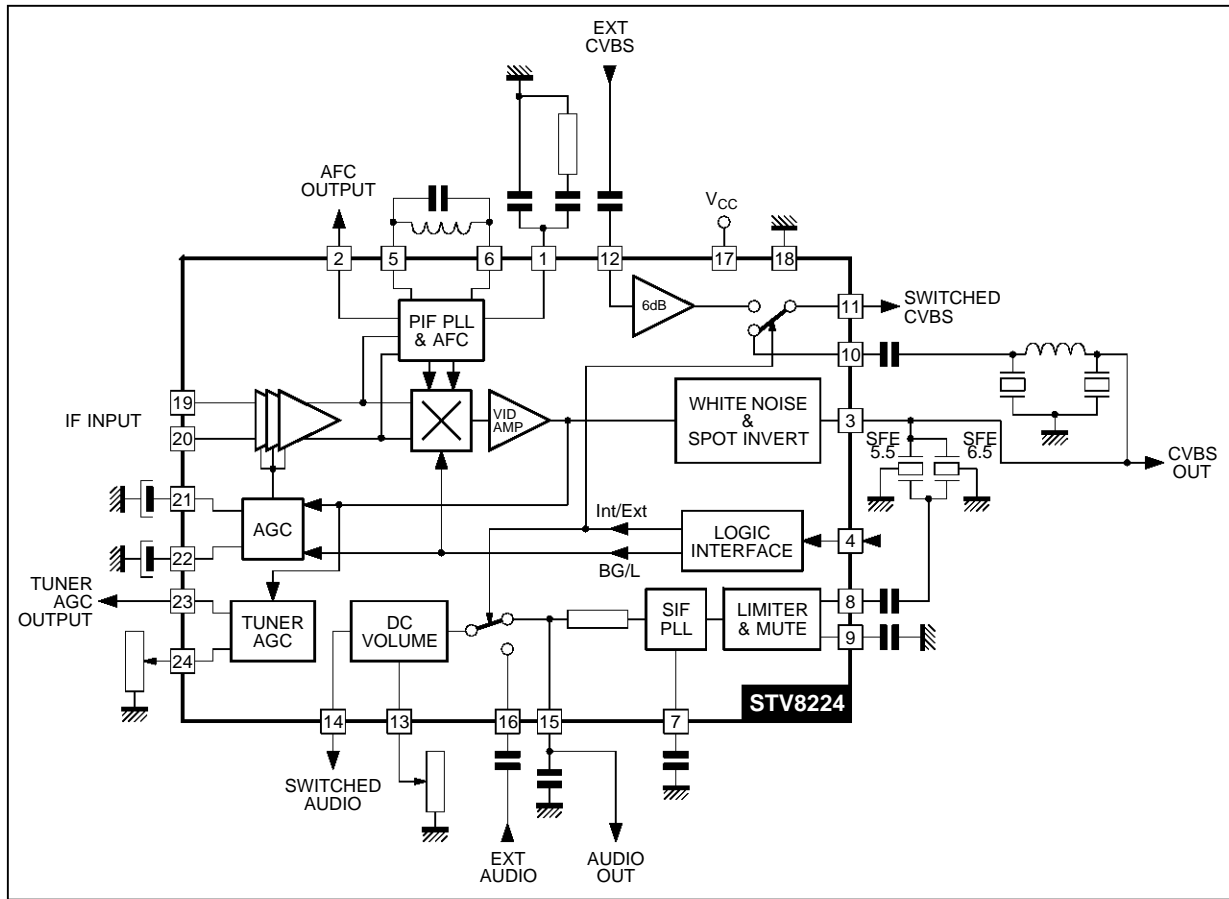 EXT
CVBS
AFC
OUTPUT
VCC
2
5
6
1
12
17
18
PIF PLL
& AFC
6dB
11
SWITCHED
CVBS
10
19
IF INPUT
20
VID
AMP
WHITE NOISE
&
SPOT INVERT
3
SFE
5.5
SFE
6.5
CVBS
OUT
21
AGC
22
Int/Ext
BG/L
LOGIC
INTERFACE
4
TUNER
AGC
OUTPUT
23
TUNER
AGC
24
DC
VOLUME
SIF
PLL
LIMITER
& MUTE
8
9
STV8224
14
13
16
15
7
SWITCHED
AUDIO
EXT
AUDIO
AUDIO
OUT